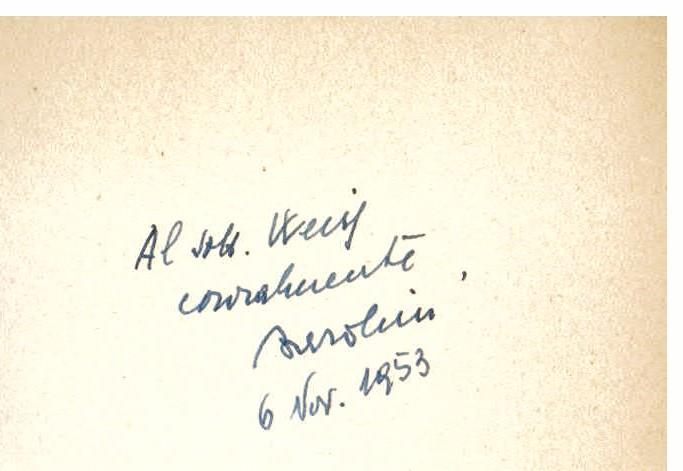 Al dott. Weiss
cordialmente
6 Nov. 1953